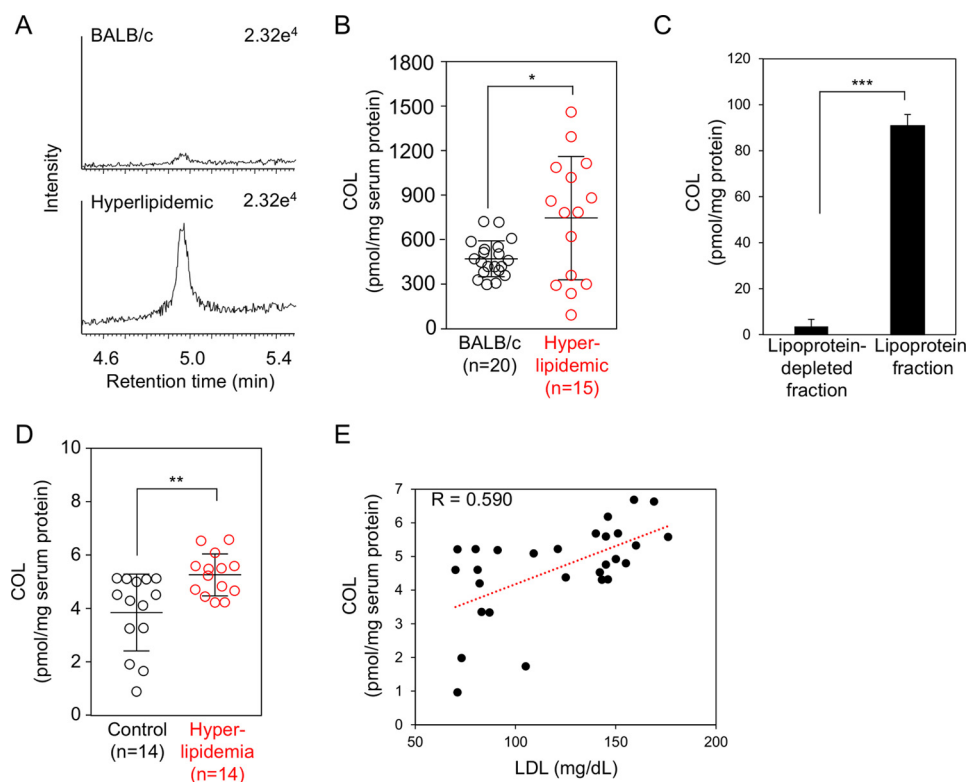 A
BALB/c 2.32e⁴
Hyperlipidemic 2.32e⁴
Intensity
4.6 5.0 5.4
Retention time (min)
B
1800
1500
1200
900
600
300
0
COL
(pmol/mg serum protein)
*
BALB/c
(n=20)
Hyper-
lipidemic
(n=15)
C
120
100
80
60
40
20
0
COL
(pmol/mg protein)
***
Lipoprotein-
depleted
fraction
Lipoprotein
fraction
D
10
8
6
4
2
0
COL
(pmol/mg serum protein)
**
Control
(n=14)
Hyper-
lipidemia
(n=14)
E
R = 0.590
7
6
5
4
3
2
1
0
COL
(pmol/mg serum protein)
50 100 150 200
LDL (mg/dL)